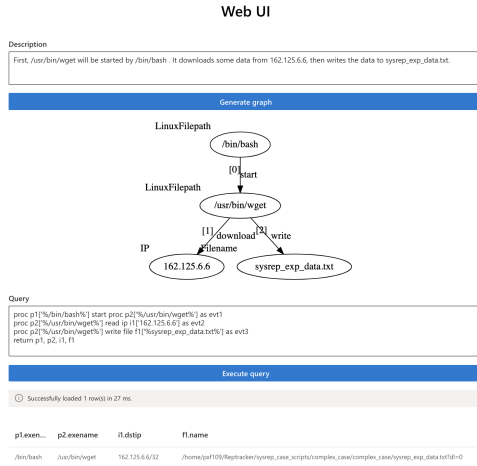 Web UI
Description
First, /usr/bin/wget will be started by /bin/bash . It downloads some data from 162.125.6.6, then writes the data to sysrep_exp_data.txt.
Generate graph
LinuxFilepath
/bin/bash
[0]
start
LinuxFilepath
/usr/bin/wget
[1] download [2] write
IP Filename
162.125.6.6 sysrep_exp_data.txt
Query
proc p1['%/bin/bash%'] start proc p2['%/usr/bin/wget%'] as evt1
proc p2['%/usr/bin/wget%'] read ip i1['162.125.6.6'] as evt2
proc p2['%/usr/bin/wget%'] write file f1['%sysrep_exp_data.txt%'] as evt3
return p1, p2, i1, f1
Execute query
Successfully loaded 1 row(s) in 27 ms.
p1.exen... p2.exename i1.dstip f1.name
/bin/bash /usr/bin/wget 162.125.6.6/32 /home/pxf109/Reptracker/sysrep_case_scripts/complex_case/complex_case/sysrep_exp_data.txt?dl=0